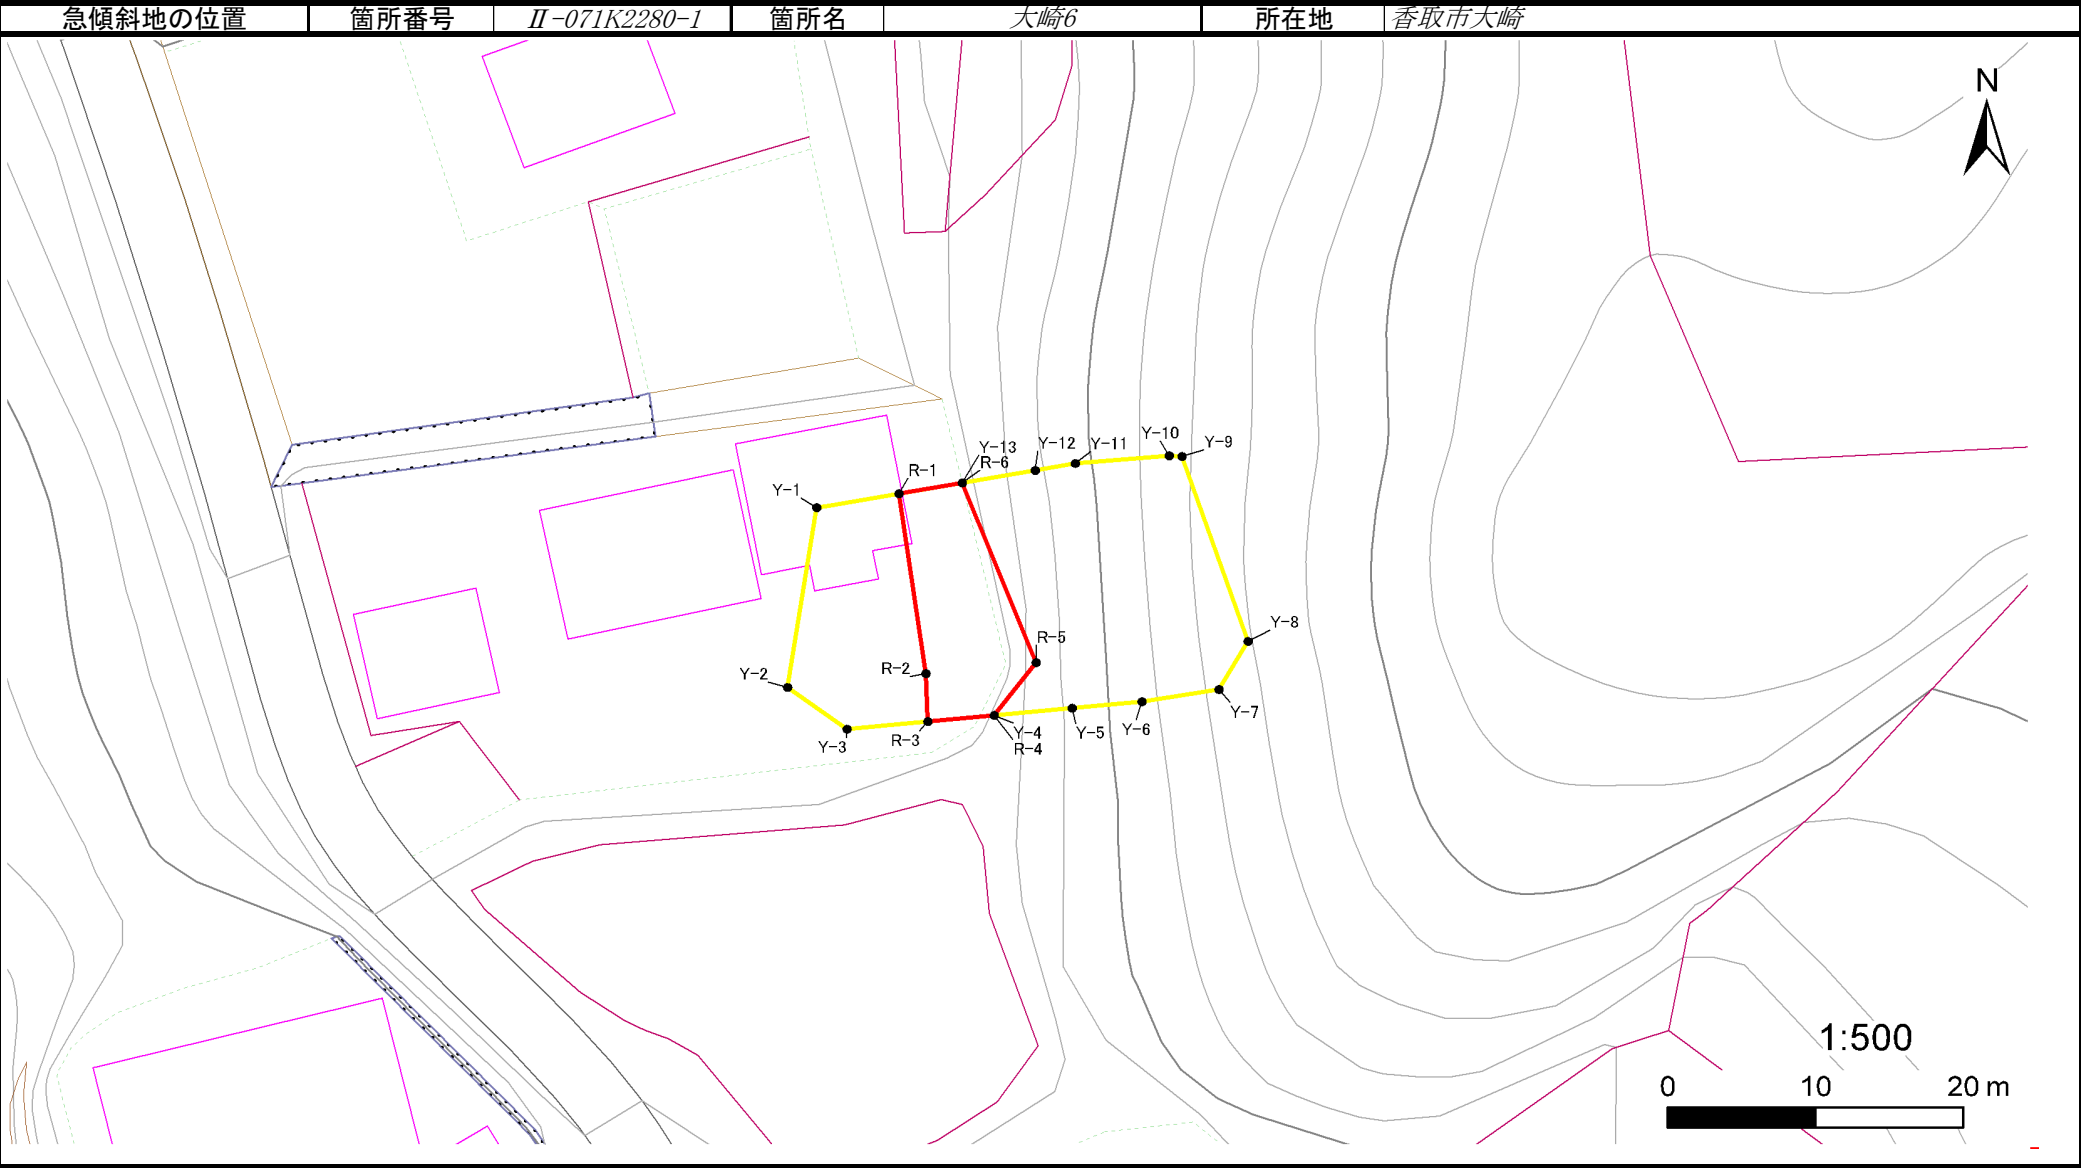 急傾斜地の位置 箇所番号 Ⅱ-071K2280-1 箇所名 大崎6 所在地 香取市大崎
N
Y-10
Y-9
Y-13
Y-12
Y-11
R-6
R-1
Y-1
Y-8
R-5
R-2
Y-2
Y-7
Y-4
Y-5
Y-6
R-3
Y-3
R-4
1:500
0 10 20 m